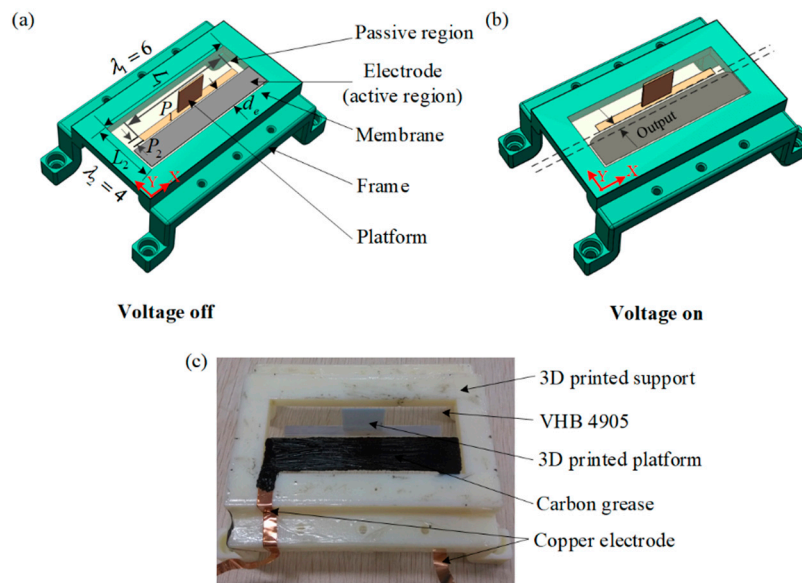 (a)
λ₁=6
L₁
P₁
P₂
L₂
λ₂=4
dₑ
Y
X
Passive region
Electrode
(active region)
Membrane
Frame
Platform
Voltage off
(b)
Output
Y
X
Voltage on
(c)
3D printed support
VHB 4905
3D printed platform
Carbon grease
Copper electrode